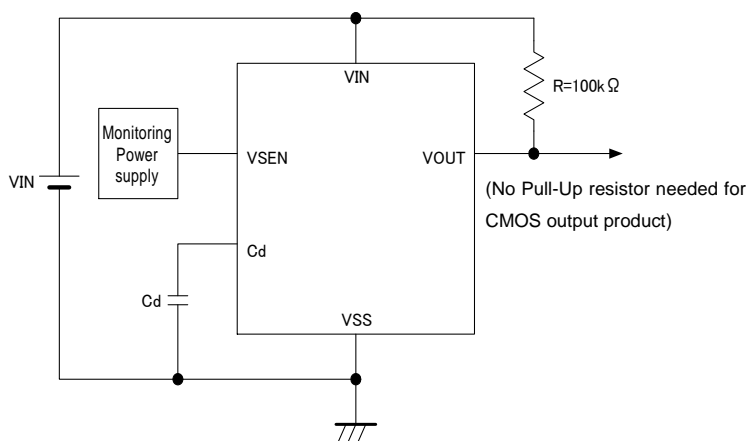 VIN
R=100kΩ
Monitoring
Power
supply
VSEN
VOUT
VIN
(No Pull-Up resistor needed for
CMOS output product)
Cd
Cd
VSS